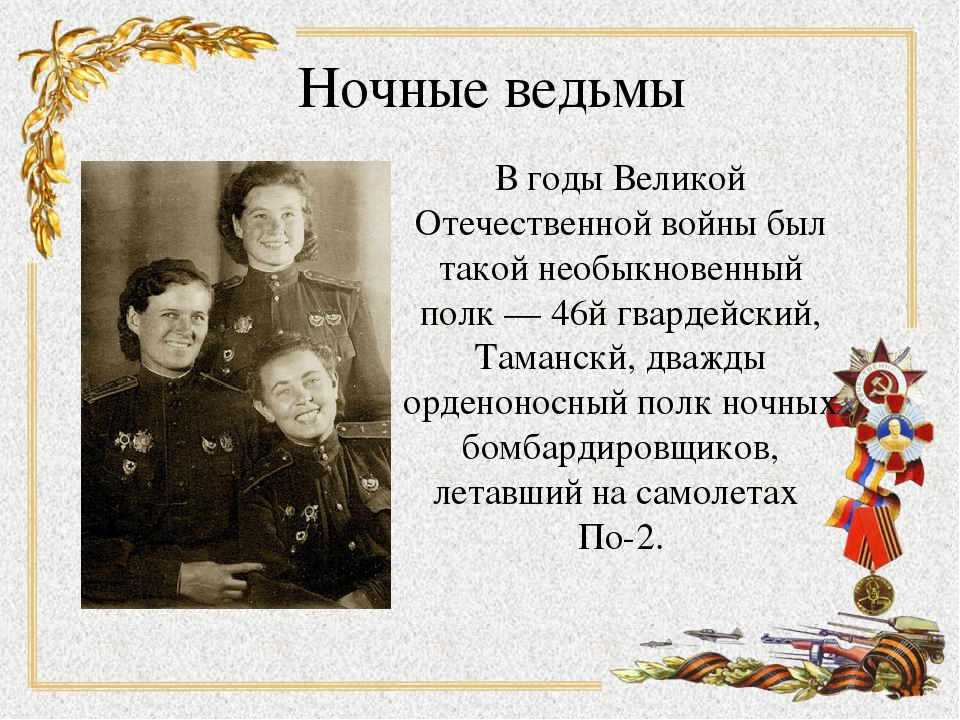 Ночные ведьмы
В годы Великой
Отечественной войны был
такой необыкновенный
полк — 46й гвардейский,
Таманскй, дважды
орденоносный полк ночных
бомбардировщиков,
летавший на самолетах
По-2.